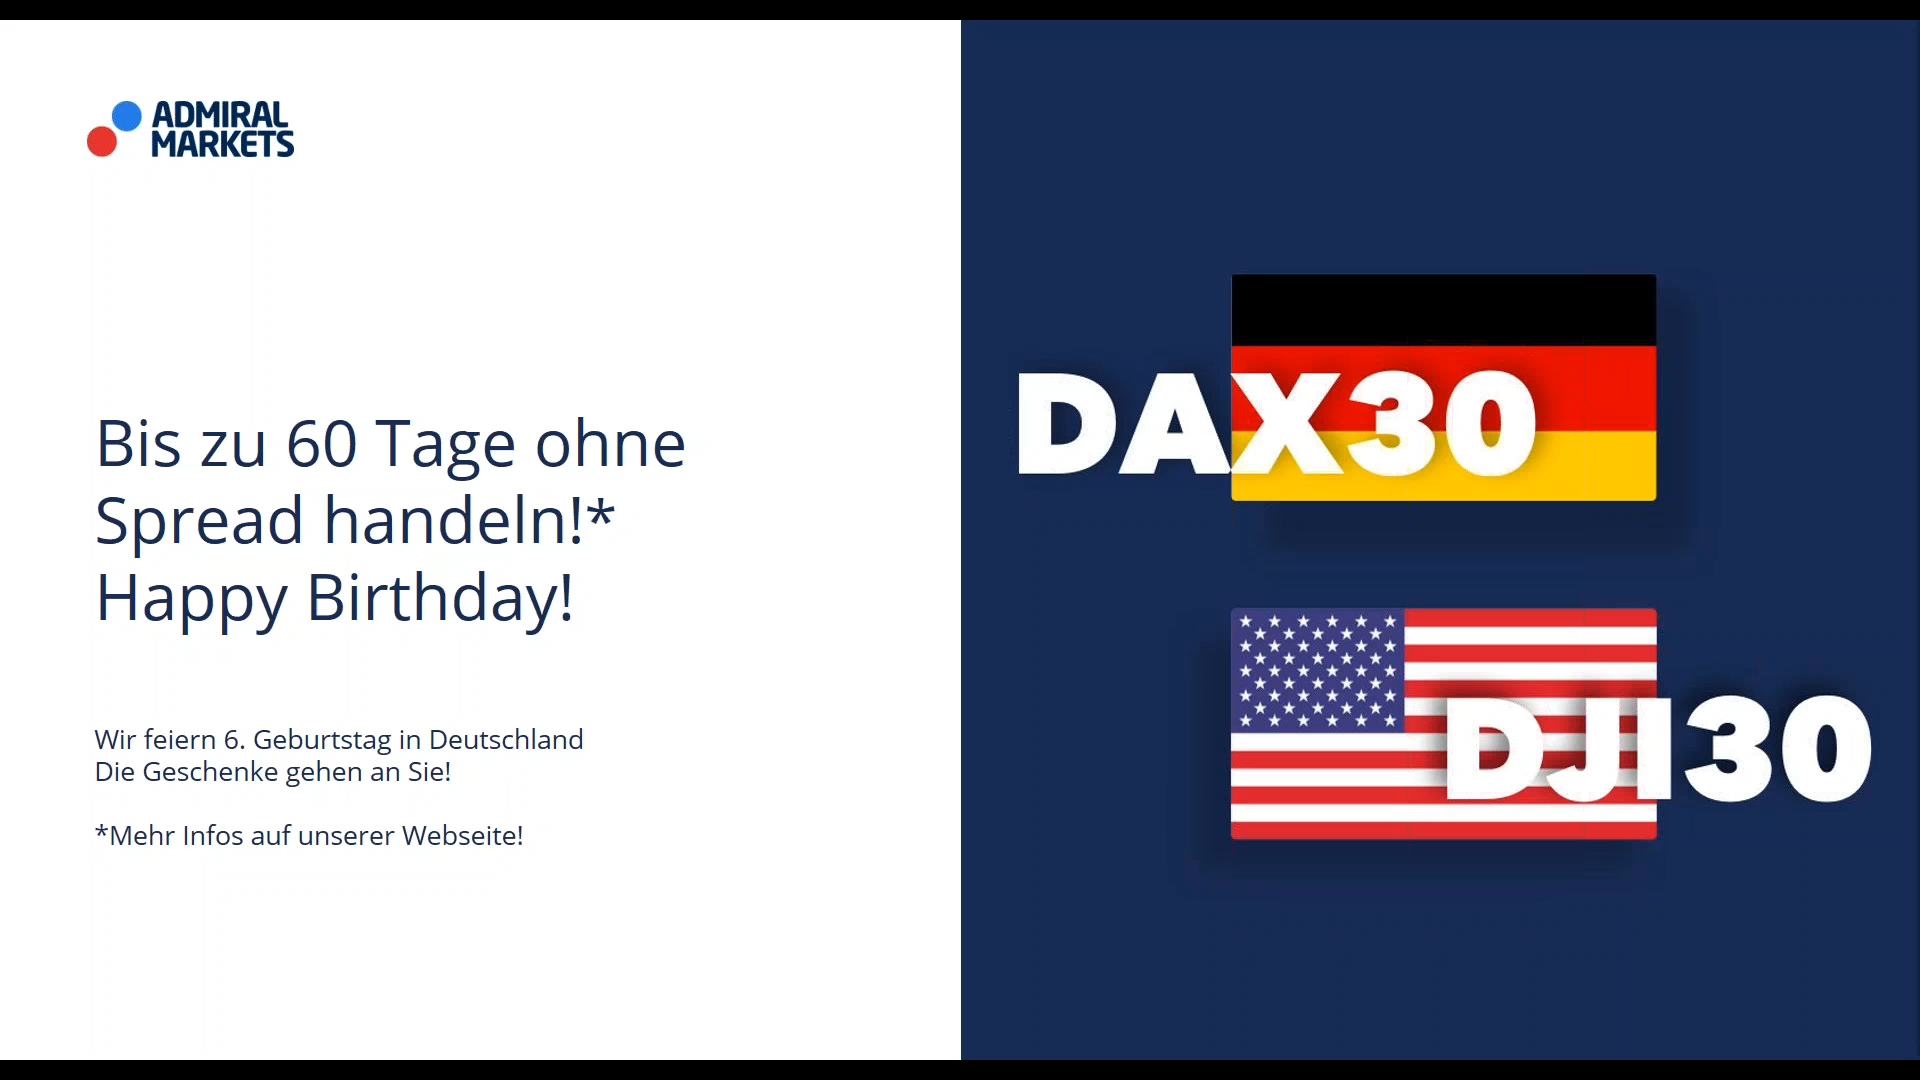 ADMIRAL
MARKETS
Bis zu 60 Tage ohne
Spread handeln!*
Happy Birthday!
Wir feiern 6. Geburtstag in Deutschland
Die Geschenke gehen an Sie!
*Mehr Infos auf unserer Webseite!
DAX30
DJI30